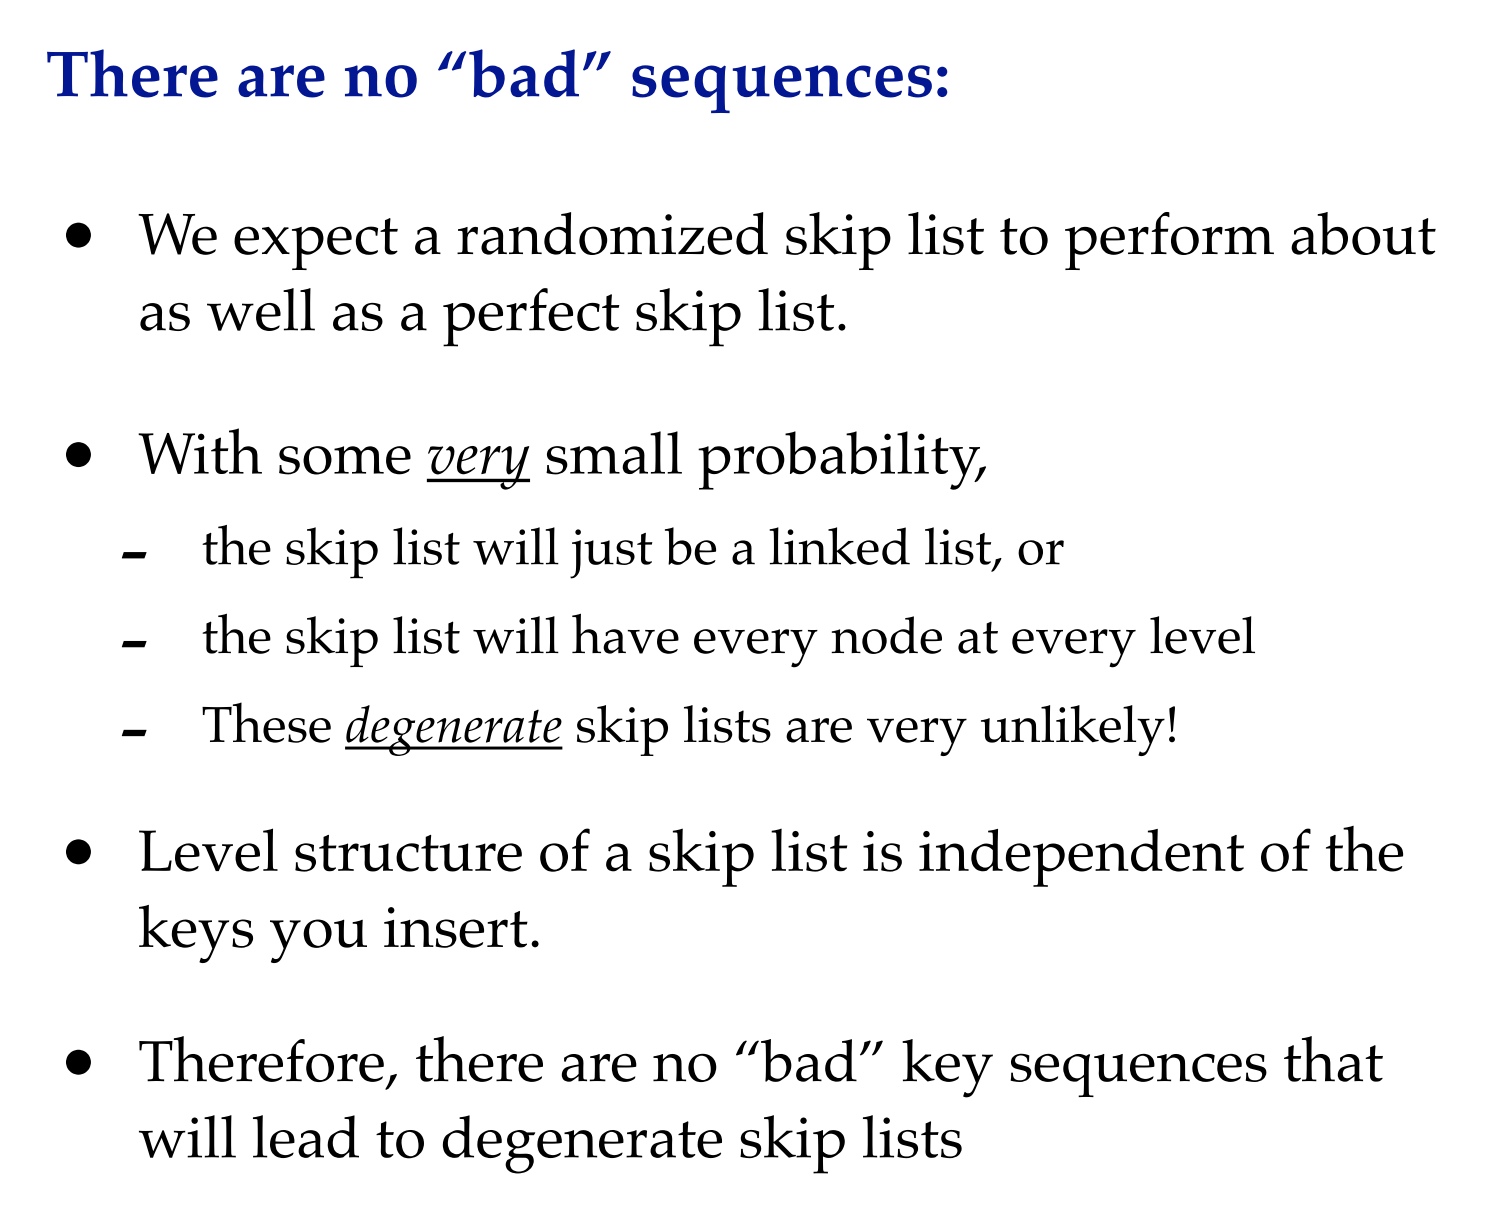 There are no “bad” sequences:
• We expect a randomized skip list to perform about
as well as a perfect skip list.
• With some very small probability,
- the skip list will just be a linked list, or
- the skip list will have every node at every level
- These degenerate skip lists are very unlikely!
• Level structure of a skip list is independent of the
keys you insert.
• Therefore, there are no “bad” key sequences that
will lead to degenerate skip lists